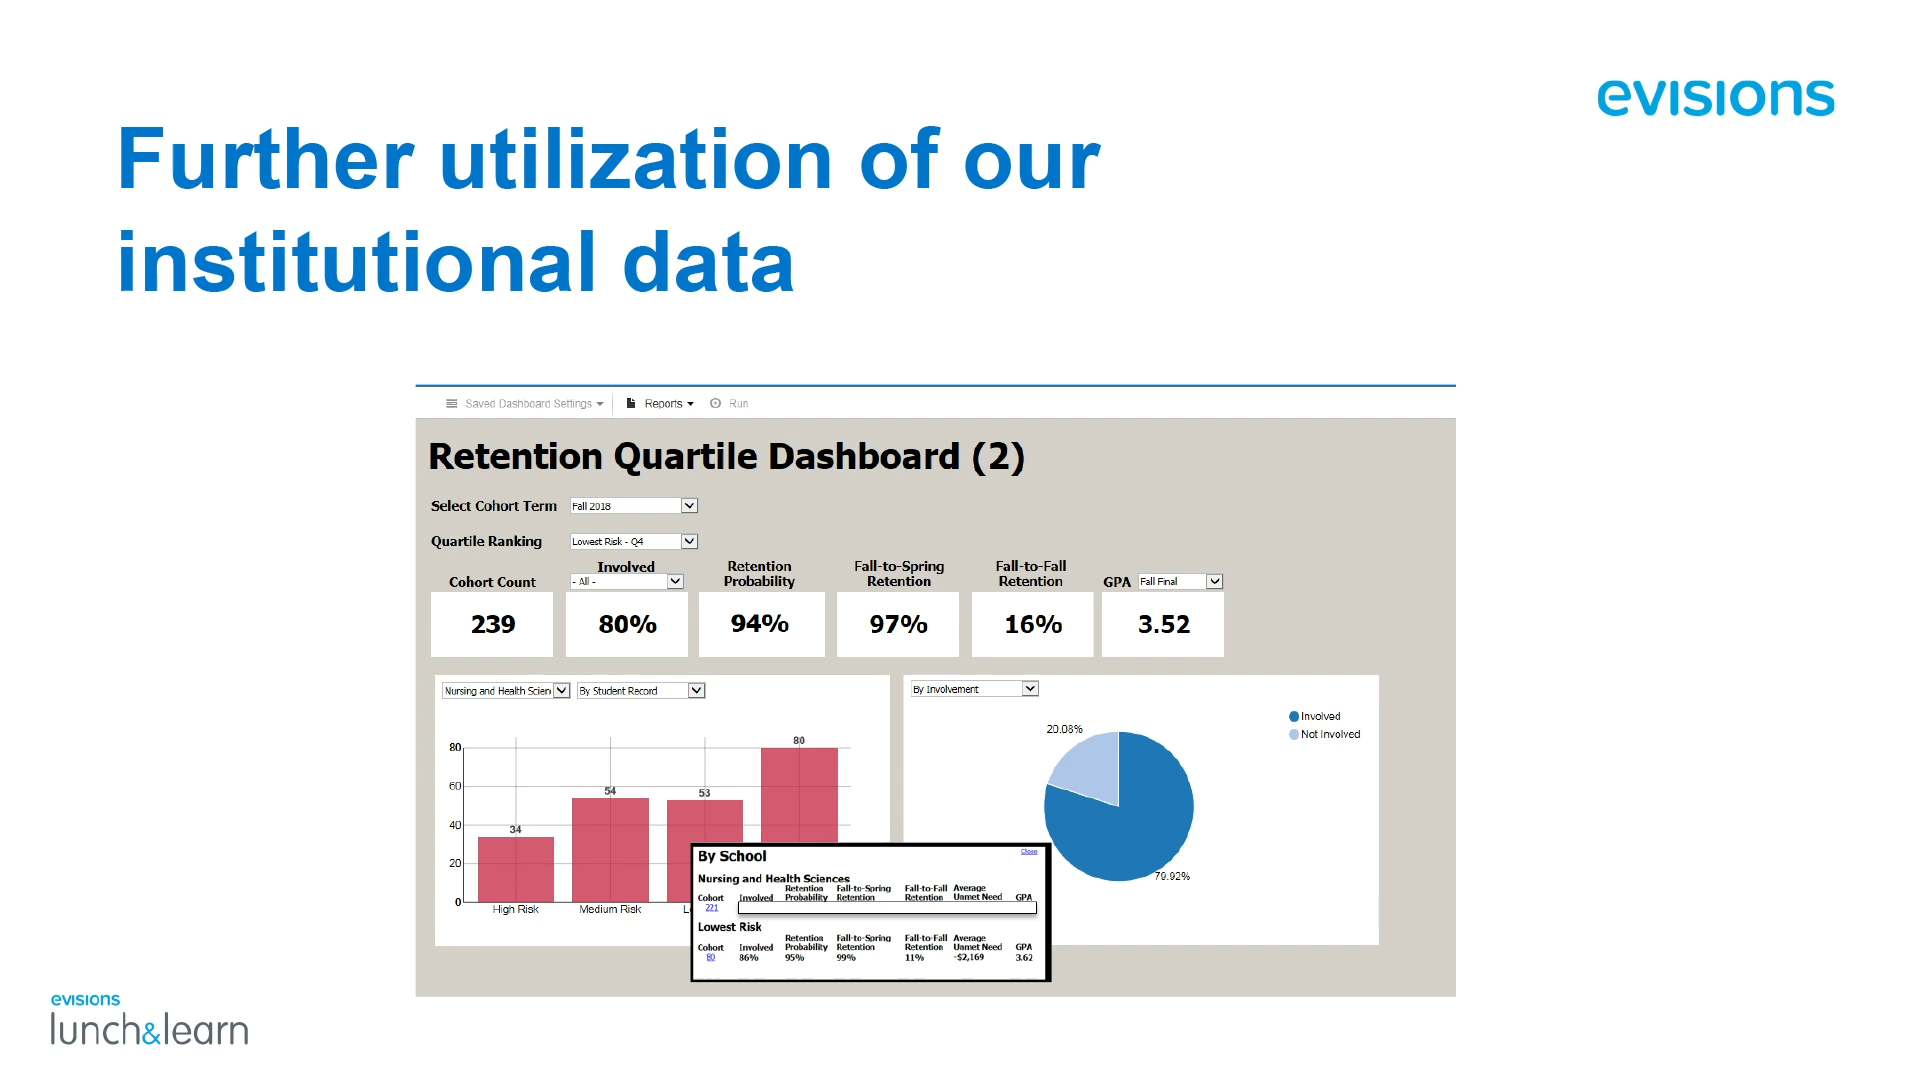 evisions
Further utilization of our
institutional data
Saved Dashboard Settings Reports Run
Retention Quartile Dashboard (2)
Select Cohort Term Fall 2018
Quartile Ranking Lowest Risk - Q4
Cohort Count
239
Involved
- All -
80%
Retention
Probability
94%
Fall-to-Spring
Retention
97%
Fall-to-Fall
Retention
16%
GPA Fall Final
3.52
Nursing and Health Scien By Student Record
80
60
40
20
0
34
54
53
80
High Risk Medium Risk
By Involvement
Involved
Not Involved
20.08%
79.92%
By School Close
Nursing and Health Sciences
Retention Fall-to-Spring Fall-to-Fall Average
Cohort Involved Probability Retention Retention Unmet Need GPA
221
Lowest Risk
Retention Fall-to-Spring Fall-to-Fall Average
Cohort Involved Probability Retention Retention Unmet Need GPA
80 86% 95% 99% 11% -$2,169 3.62
evisions
lunch&learn